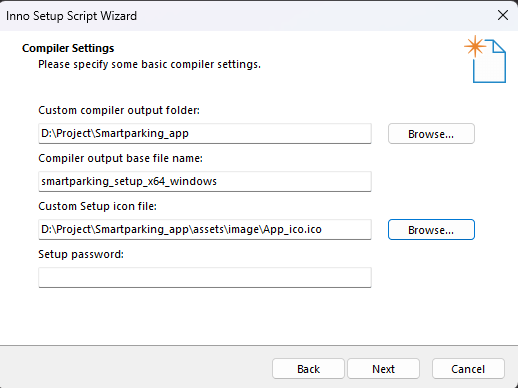 Inno Setup Script Wizard
Compiler Settings
Please specify some basic compiler settings.
Custom compiler output folder:
D:\Project\Smartparking_app
Browse...
Compiler output base file name:
smartparking_setup_x64_windows
Custom Setup icon file:
D:\Project\Smartparking_app\assets\image\App_ico.ico
Browse...
Setup password:
Back
Next
Cancel